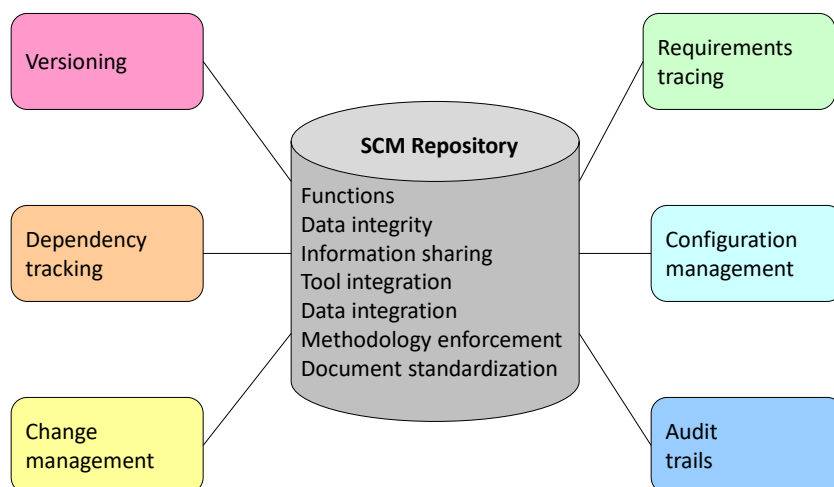 Versioning
Requirements
tracing
SCM Repository
Functions
Data integrity
Information sharing
Tool integration
Data integration
Methodology enforcement
Document standardization
Dependency
tracking
Configuration
management
Change
management
Audit
trails